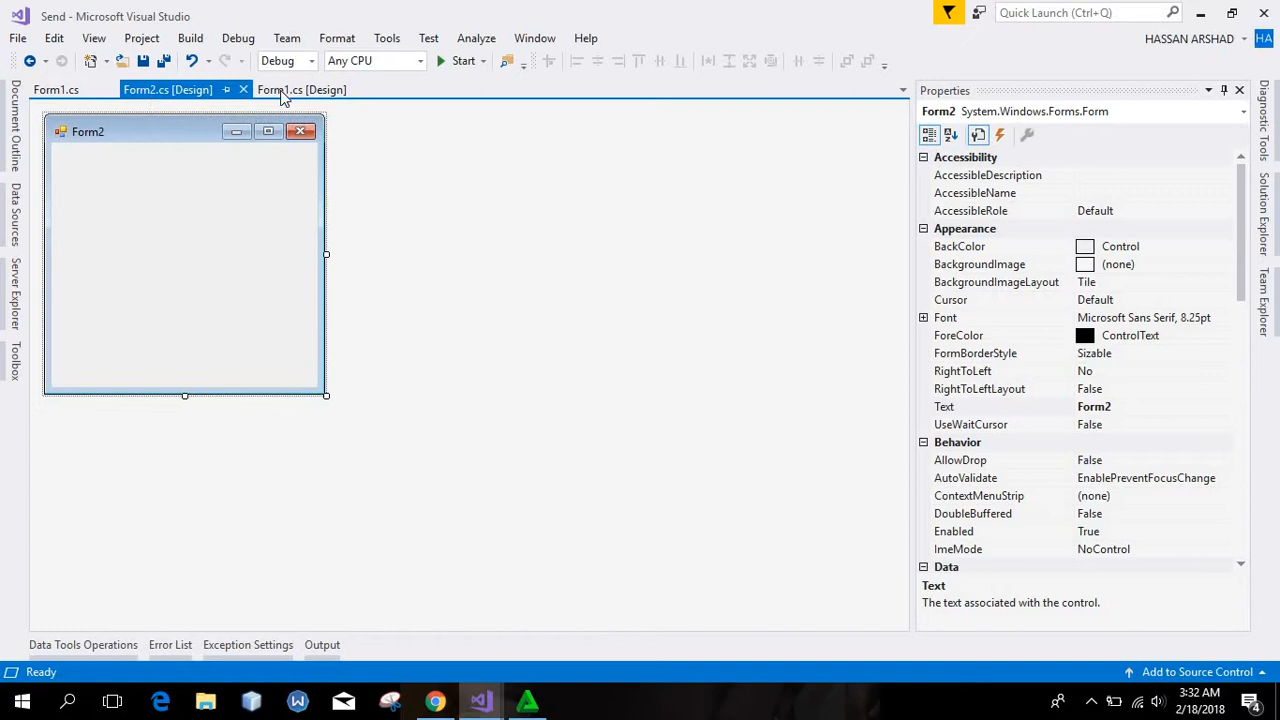 Send - Microsoft Visual Studio
Quick Launch (Ctrl+Q)
File Edit View Project Build Debug Team Format Tools Test Analyze Window Help
HASSAN ARSHAD
HA
Debug
Any CPU
Start
Form1.cs
Form2.cs [Design]
Form1.cs [Design]
Document Outline
Data Sources
Server Explorer
Toolbox
Form2
Properties
Form2 System.Windows.Forms.Form
Accessibility
AccessibleDescription
AccessibleName
AccessibleRole Default
Appearance
BackColor Control
BackgroundImage (none)
BackgroundImageLayout Tile
Cursor Default
Font Microsoft Sans Serif, 8.25pt
ForeColor ControlText
FormBorderStyle Sizable
RightToLeft No
RightToLeftLayout False
Text Form2
UseWaitCursor False
Behavior
AllowDrop False
AutoValidate EnablePreventFocusChange
ContextMenuStrip (none)
DoubleBuffered False
Enabled True
ImeMode NoControl
Data
Text
The text associated with the control.
Diagnostic Tools
Solution Explorer
Team Explorer
Data Tools Operations Error List Exception Settings Output
Ready
Add to Source Control
3:32 AM
2/18/2018
4